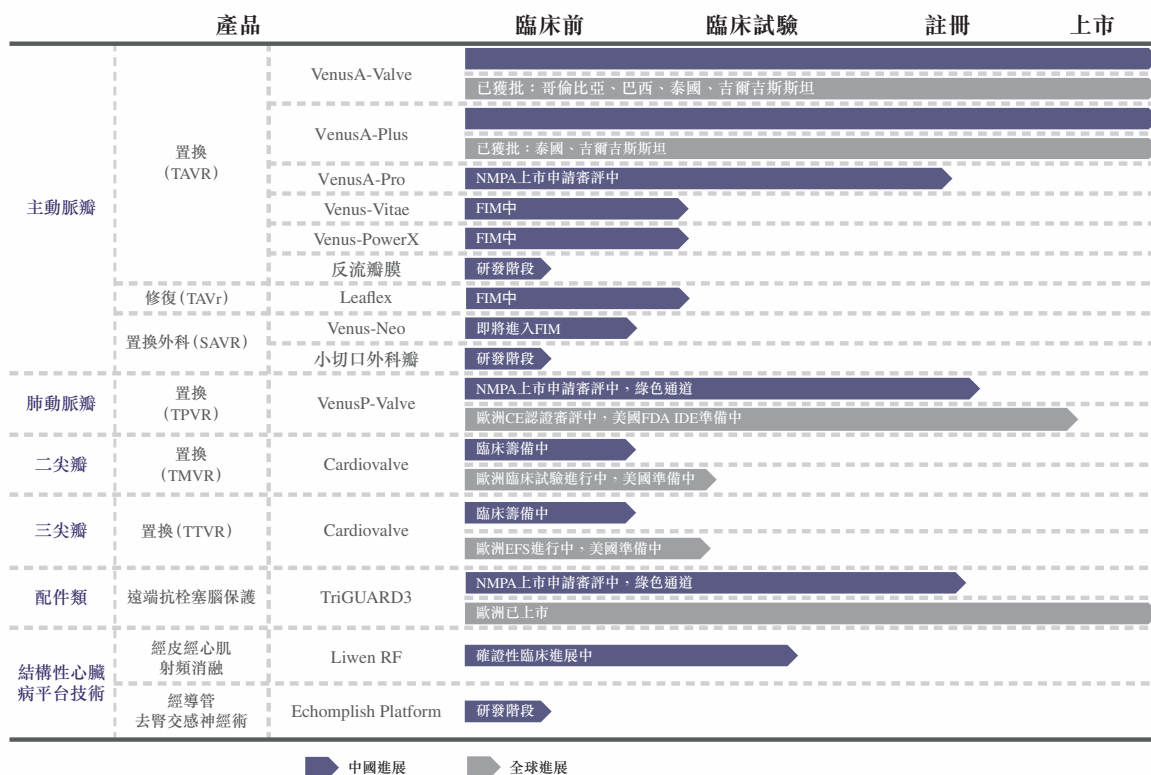 產品 臨床前 臨床試驗 註冊 上市
主動脈瓣
置換
(TAVR)
VenusA-Valve
已獲批：哥倫比亞、巴西、泰國、吉爾吉斯斯坦
VenusA-Plus
已獲批：泰國、吉爾吉斯斯坦
VenusA-Pro
NMPA上市申請審評中
Venus-Vitae
FIM中
Venus-PowerX
FIM中
反流瓣膜
研發階段
修復(TAVr)
Leaflex
FIM中
置換外科(SAVR)
Venus-Neo
即將進入FIM
小切口外科瓣
研發階段
肺動脈瓣
置換
(TPVR)
VenusP-Valve
NMPA上市申請審評中，綠色通道
歐洲CE認證審評中，美國FDA IDE準備中
二尖瓣
置換
(TMVR)
Cardiovalve
臨床籌備中
歐洲臨床試驗進行中，美國準備中
三尖瓣
置換(TTVR)
Cardiovalve
臨床籌備中
歐洲EFS進行中，美國準備中
配件類
遠端抗栓塞腦保護
TriGUARD3
NMPA上市申請審評中，綠色通道
歐洲已上市
結構性心臟
病平台技術
經皮經心肌
射頻消融
Liwen RF
確證性臨床進展中
經導管
去腎交感神經術
Echomplish Platform
研發階段
中國進展 全球進展